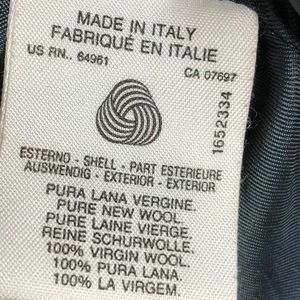 MADE IN ITALY
FABRIQUÉ EN ITALIE
US RN.. 64961 CA 07697
1652334
ESTERNO - SHELL - PART ESTERIEURE
AUSWENDIG - EXTERIOR - EXTERIOR
PURA LANA VERGINE.
PURE NEW WOOL.
PURE LAINE VIERGE.
REINE SCHURWOLLE.
100% VIRGIN WOOL.
100% PURA LANA.
% LA VIRGEM.